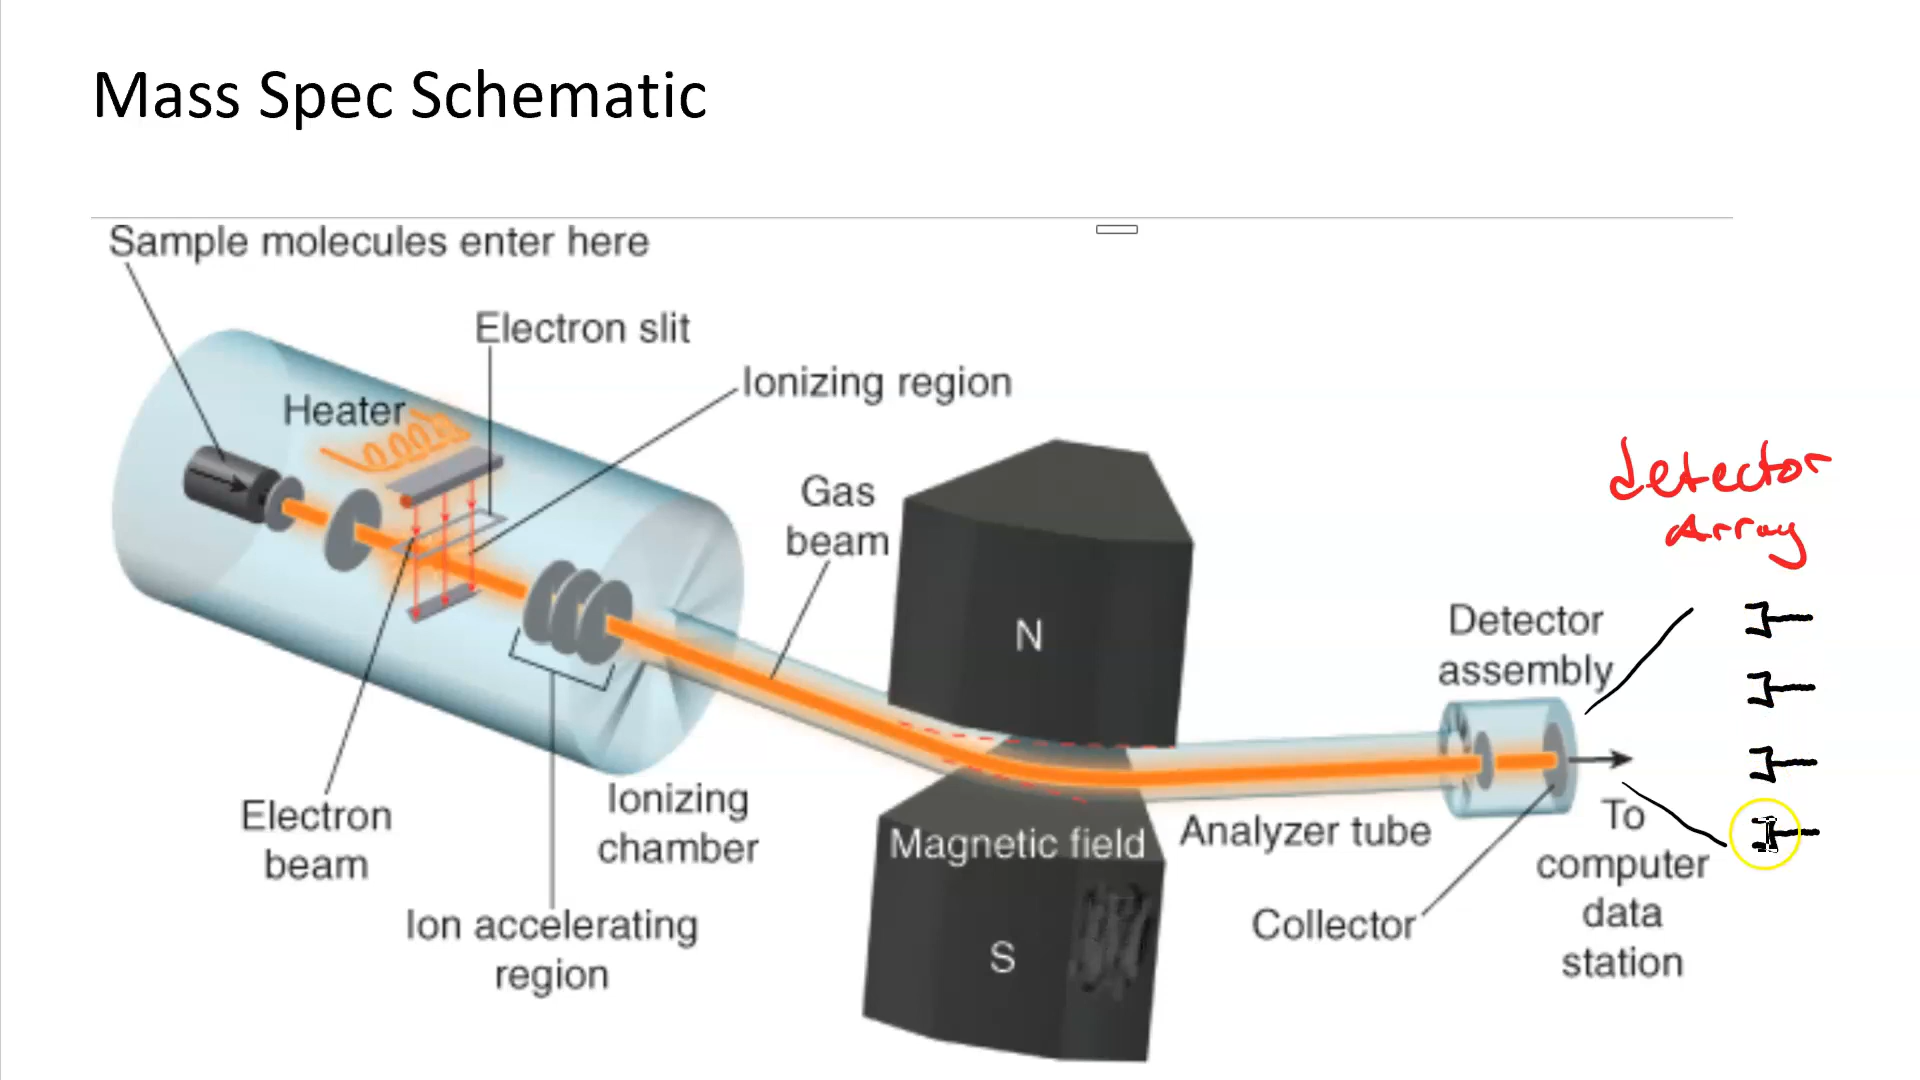 Mass Spec Schematic
Sample molecules enter here
Electron slit
Ionizing region
Heater
Gas
beam
detector
Array
N
Detector
assembly
Electron
beam
Ionizing
chamber
Ion accelerating
region
Magnetic field
S
Analyzer tube
Collector
To
computer
data
station